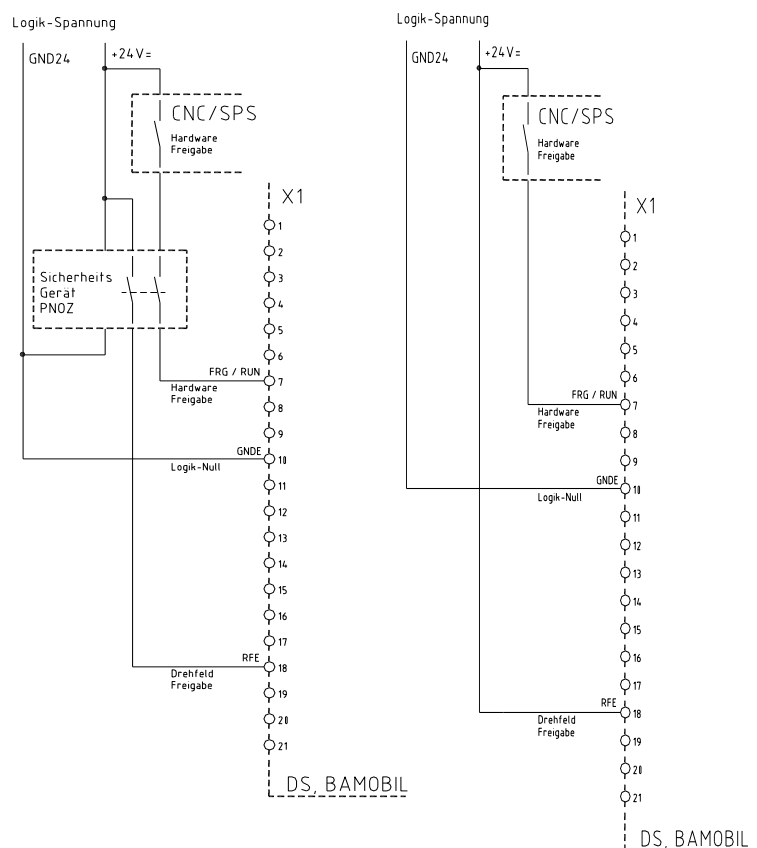 Logik-Spannung
GND24
+24V=
CNC/SPS
Hardware
Freigabe
X1
1
2
3
4
5
6
Sicherheits
Gerät
PNOZ
FRG / RUN
7
Hardware
Freigabe
8
9
GNDE
10
Logik-Null
11
12
13
14
15
16
17
RFE
18
Drehfeld
Freigabe
19
20
21
DS, BAMOBIL
Logik-Spannung
GND24
+24V=
CNC/SPS
Hardware
Freigabe
X1
1
2
3
4
5
6
FRG / RUN
7
Hardware
Freigabe
8
9
GNDE
10
Logik-Null
11
12
13
14
15
16
17
RFE
18
Drehfeld
Freigabe
19
20
21
DS, BAMOBIL